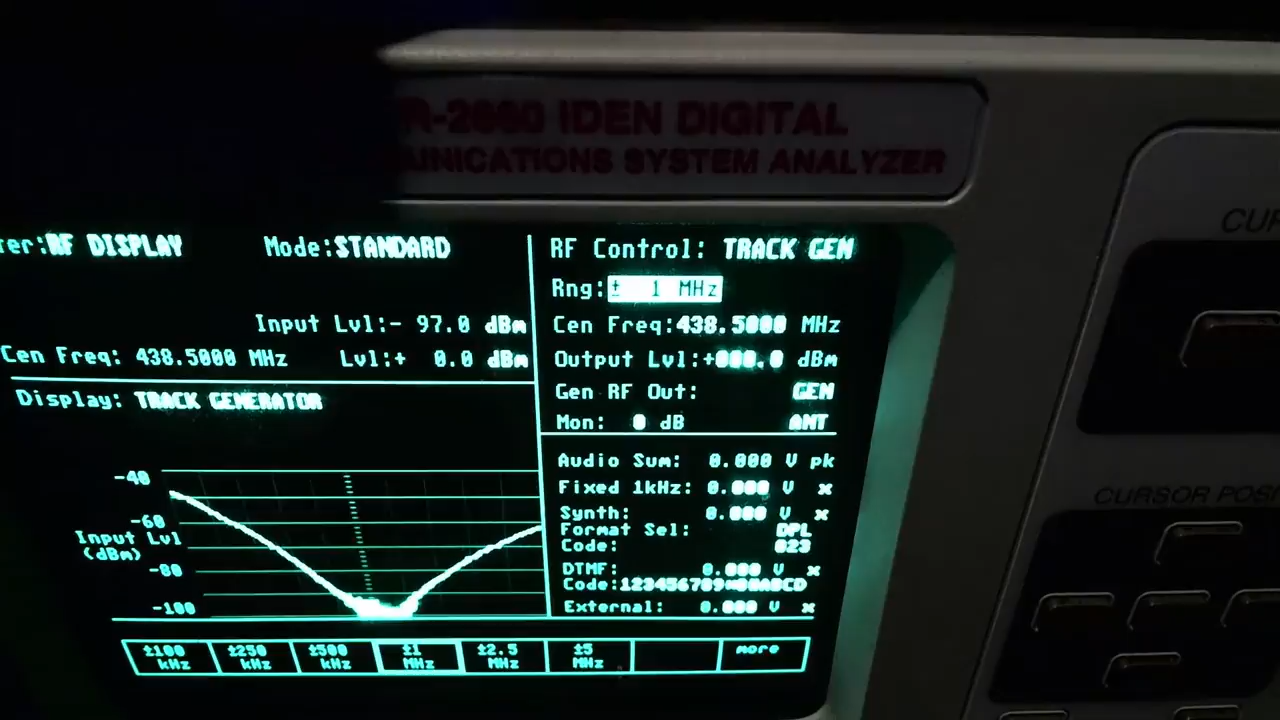 R-2660 IDEN DIGITAL
UNICATIONS SYSTEM ANALYZER
ter:RF DISPLAY
Mode:STANDARD
Input Lvl:- 97.0 dBm
Cen Freq: 438.5000 MHz Lvl:+ 0.0 dBm
Display: TRACK GENERATOR
-40
-60
Input Lvl
(dBm)
-80
-100
RF Control: TRACK GEN
Rng:± 1 MHz
Cen Freq:438.5000 MHz
Output Lvl:+000.0 dBm
Gen RF Out: GEN
Mon: 0 dB ANT
Audio Sum: 0.000 V pk
Fixed 1kHz: 0.000 V x
Synth: 0.000 V x
Format Sel: DPL
Code: 023
DTMF: 0.000 V x
Code:123456789*00ABCD
External: 0.000 V x
±100 kHz
±250 kHz
±500 kHz
±1 MHz
±2.5 MHz
±5 MHz
more
CUR
CURSOR POSI